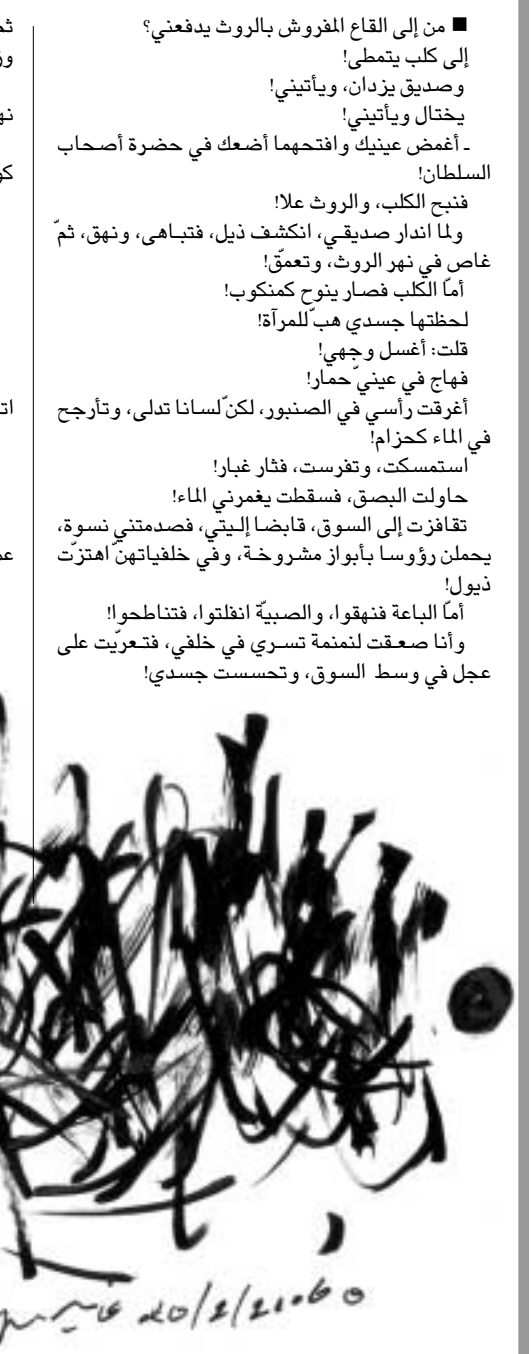 ■ من إلى القاع المفروش بالروث يدفعني؟
إلى كلب يتمطى!
وصديق يزدان، ويأتيني!
يختال ويأتيني!
ـ أغمض عينيك وافتحهما أضعك في حضرة أصحاب
السلطان!
فنبح الكلب، والروث علا!
ولما اندار صديقي، انكشف ذيل، فتباهى، ونهق، ثمّ
غاص في نهر الروث، وتعمّق!
أمّا الكلب فصار ينوح كمنكوب!
لحظتها جسدي هبّ للمرآة!
قلت: أغسل وجهي!
فهاج في عينيّ حمار!
أغرقت رأسي في الصنبور، لكنّ لسانا تدلى، وتأرجح
في الماء كحزام!
استمسكت، وتفرست، فثار غبار!
حاولت البصق، فسقطت يغمرني الماء!
تقافزت إلى السوق، قابضا إليتي، فصدمتني نسوة،
يحملن رؤوسا بأبواز مشروخة، وفي خلفياتهنّ اهتزّت
ذيول!
أمّا الباعة فنهقوا، والصبيّة انفلتوا، فتناطحوا!
وأنا صعقت لنمنمة تسري في خلفي، فتعرّيت على
عجل في وسط السوق، وتحسست جسدي!